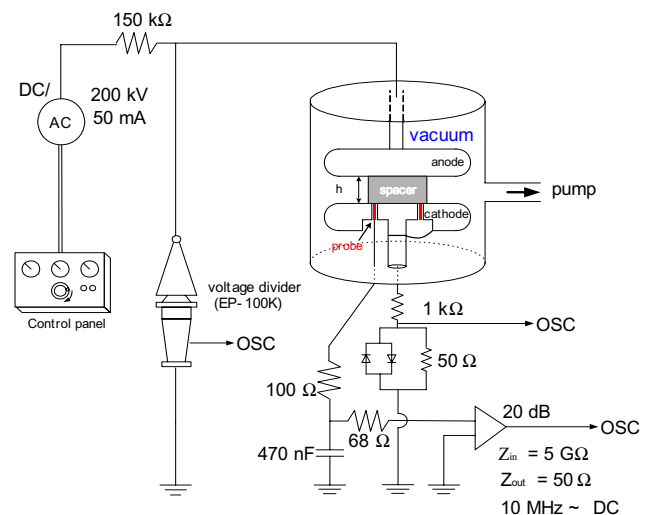 150 kΩ
DC/
AC
200 kV
50 mA
vacuum
anode
h
spacer
cathode
probe
pump
Control panel
voltage divider
(EP- 100K)
OSC
1 kΩ
OSC
50 Ω
100 Ω
68 Ω
470 nF
20 dB
OSC
Zin = 5 GΩ
Zout = 50 Ω
10 MHz ~ DC